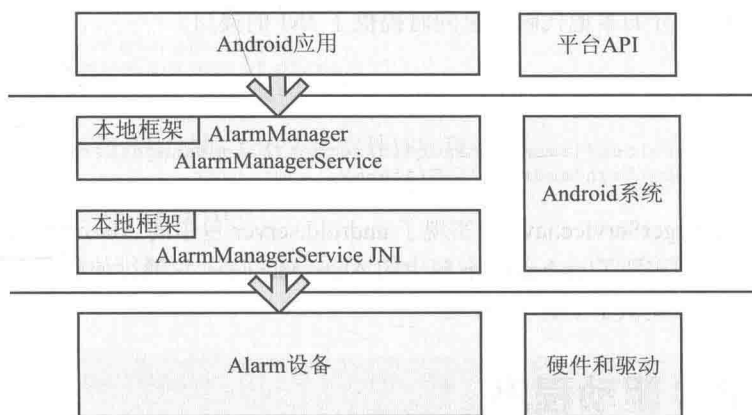 Android应用
平台API
本地框架
AlarmManager
AlarmManagerService
Android系统
本地框架
AlarmManagerService JNI
Alarm设备
硬件和驱动